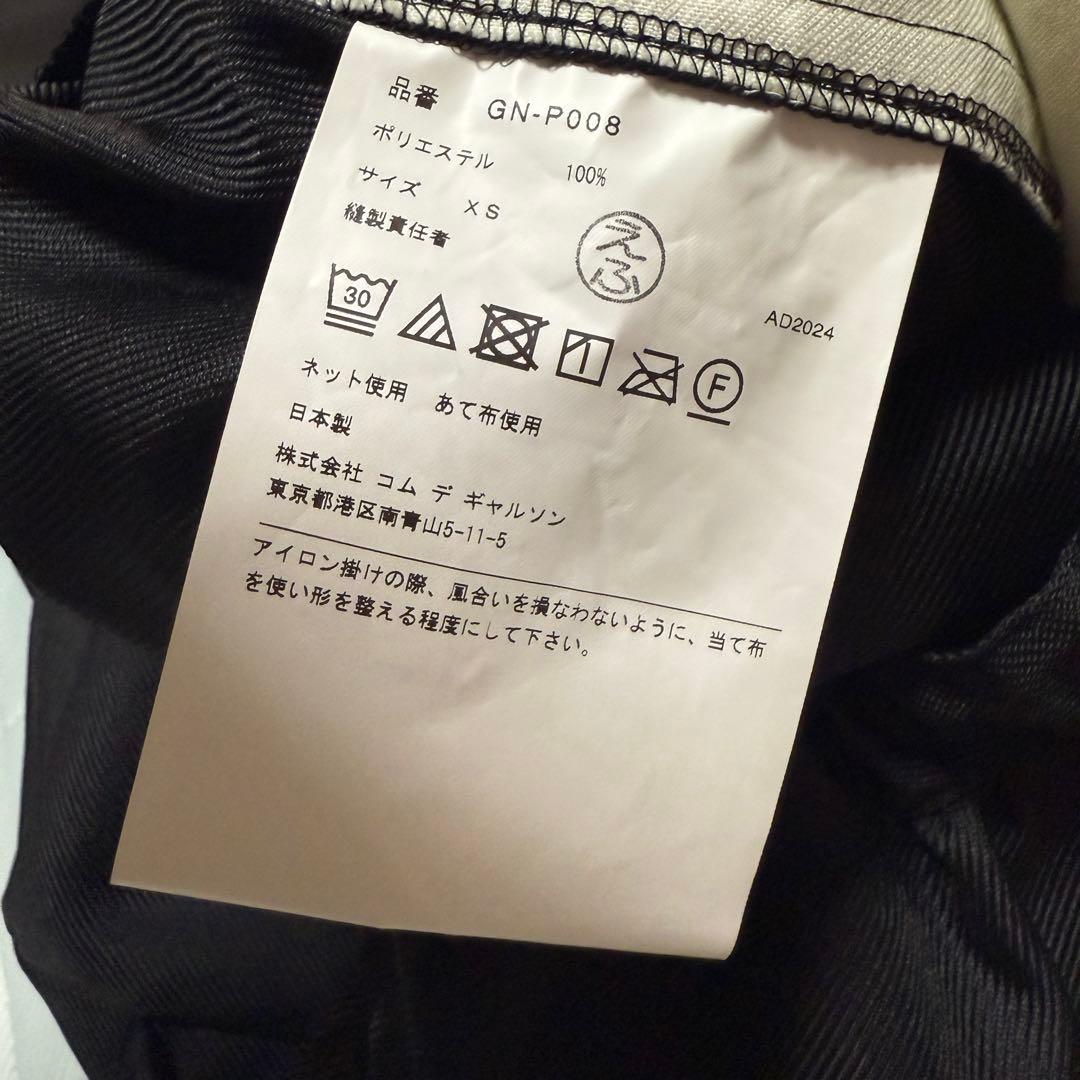 品番 GN-P008
ポリエステル 100%
サイズ XS
縫製責任者
えふ
AD2024
30
F
ネット使用 あて布使用
日本製
株式会社 コム デ ギャルソン
東京都港区南青山5-11-5
アイロン掛けの際、風合いを損なわないように、当て布
を使い形を整える程度にして下さい。